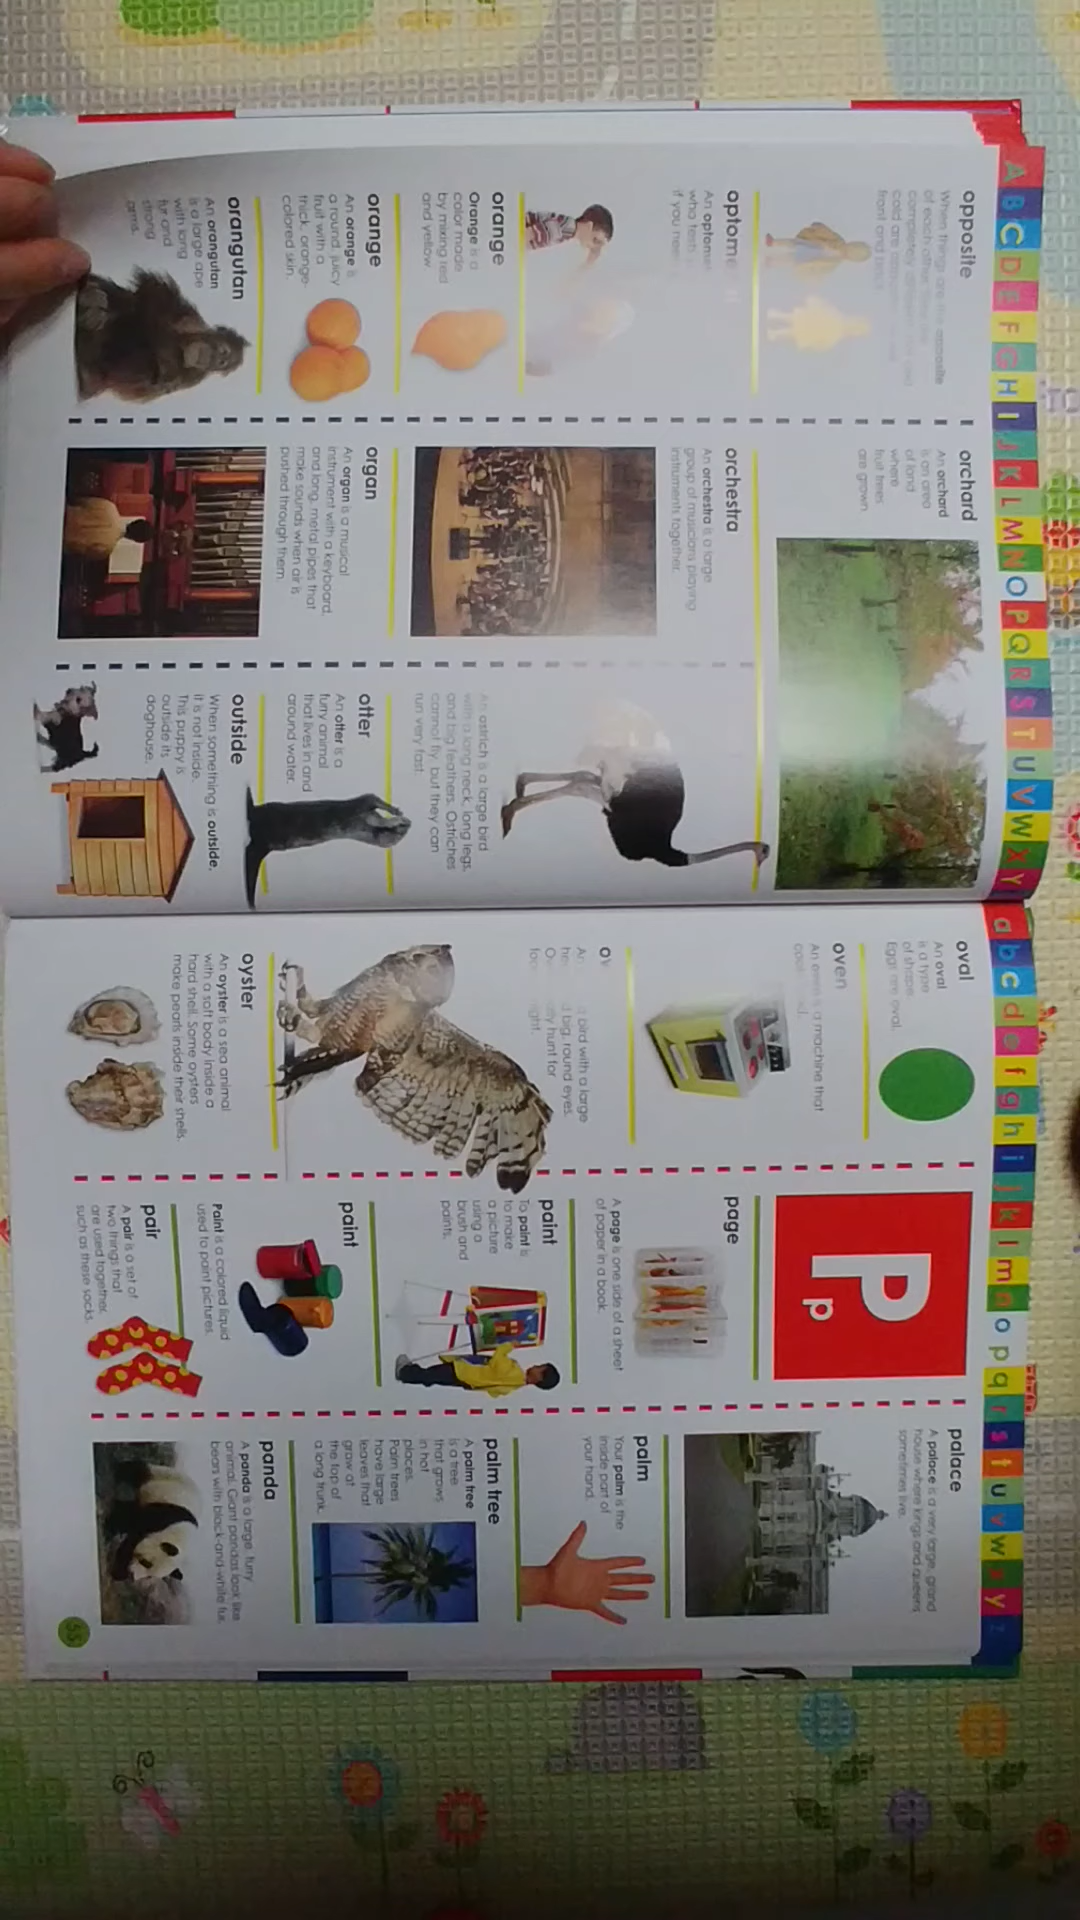 A B C D E F G H I J K L M N O P Q R S T U V W X Y
opposite
When things are opposite
of each other
completely
cold are
front and back
optome
An optome
who tests
if you need
orange
Orange is a
color made
by mixing red
and yellow.
orange
An orange is
a round, juicy
fruit with a
thick, orange-
colored skin.
orangutan
An orangutan
is a large ape
with long
fur and
strong
arms.
orchard
An orchard
is an area
of land
where
fruit trees
are grown.
orchestra
An orchestra is a large
group of musicians playing
instruments together.
organ
An organ is a musical
instrument with a keyboard,
and long, metal pipes that
make sounds when air is
pushed through them.
An ostrich is a large bird
with a long neck, long legs,
and big feathers. Ostriches
cannot fly, but they can
run very fast.
otter
An otter is a
furry animal
that lives in and
around water.
outside
When something is outside,
it is not inside.
This puppy is
outside its
doghouse.
a b c d e f g h i j k l m n o p q r s t u v w x y z
oval
An oval
is a type
of shape.
Eggs are oval.
oven
An oven is a machine that
bird with a large
big, round eyes.
hunt for
oyster
An oyster is a sea animal
with a soft body inside a
hard shell. Some oysters
make pearls inside their shells.
P p
page
A page is one side of a sheet
of paper in a book.
paint
To paint is
to make
a picture
using a
brush and
paints.
paint
Paint is a colored liquid
used to paint pictures.
pair
A pair is a set of
two things that
are used together,
such as these socks.
palace
A palace is a very large, grand
house where kings and queens
sometimes live.
palm
Your palm is the
inside part of
your hand.
palm tree
A palm tree
is a tree
that grows
in hot
places.
Palm trees
have large
leaves that
grow at
the top of
a long trunk.
panda
A panda is a large, furry
animal. Giant pandas look like
bears with black-and-white fur.
55